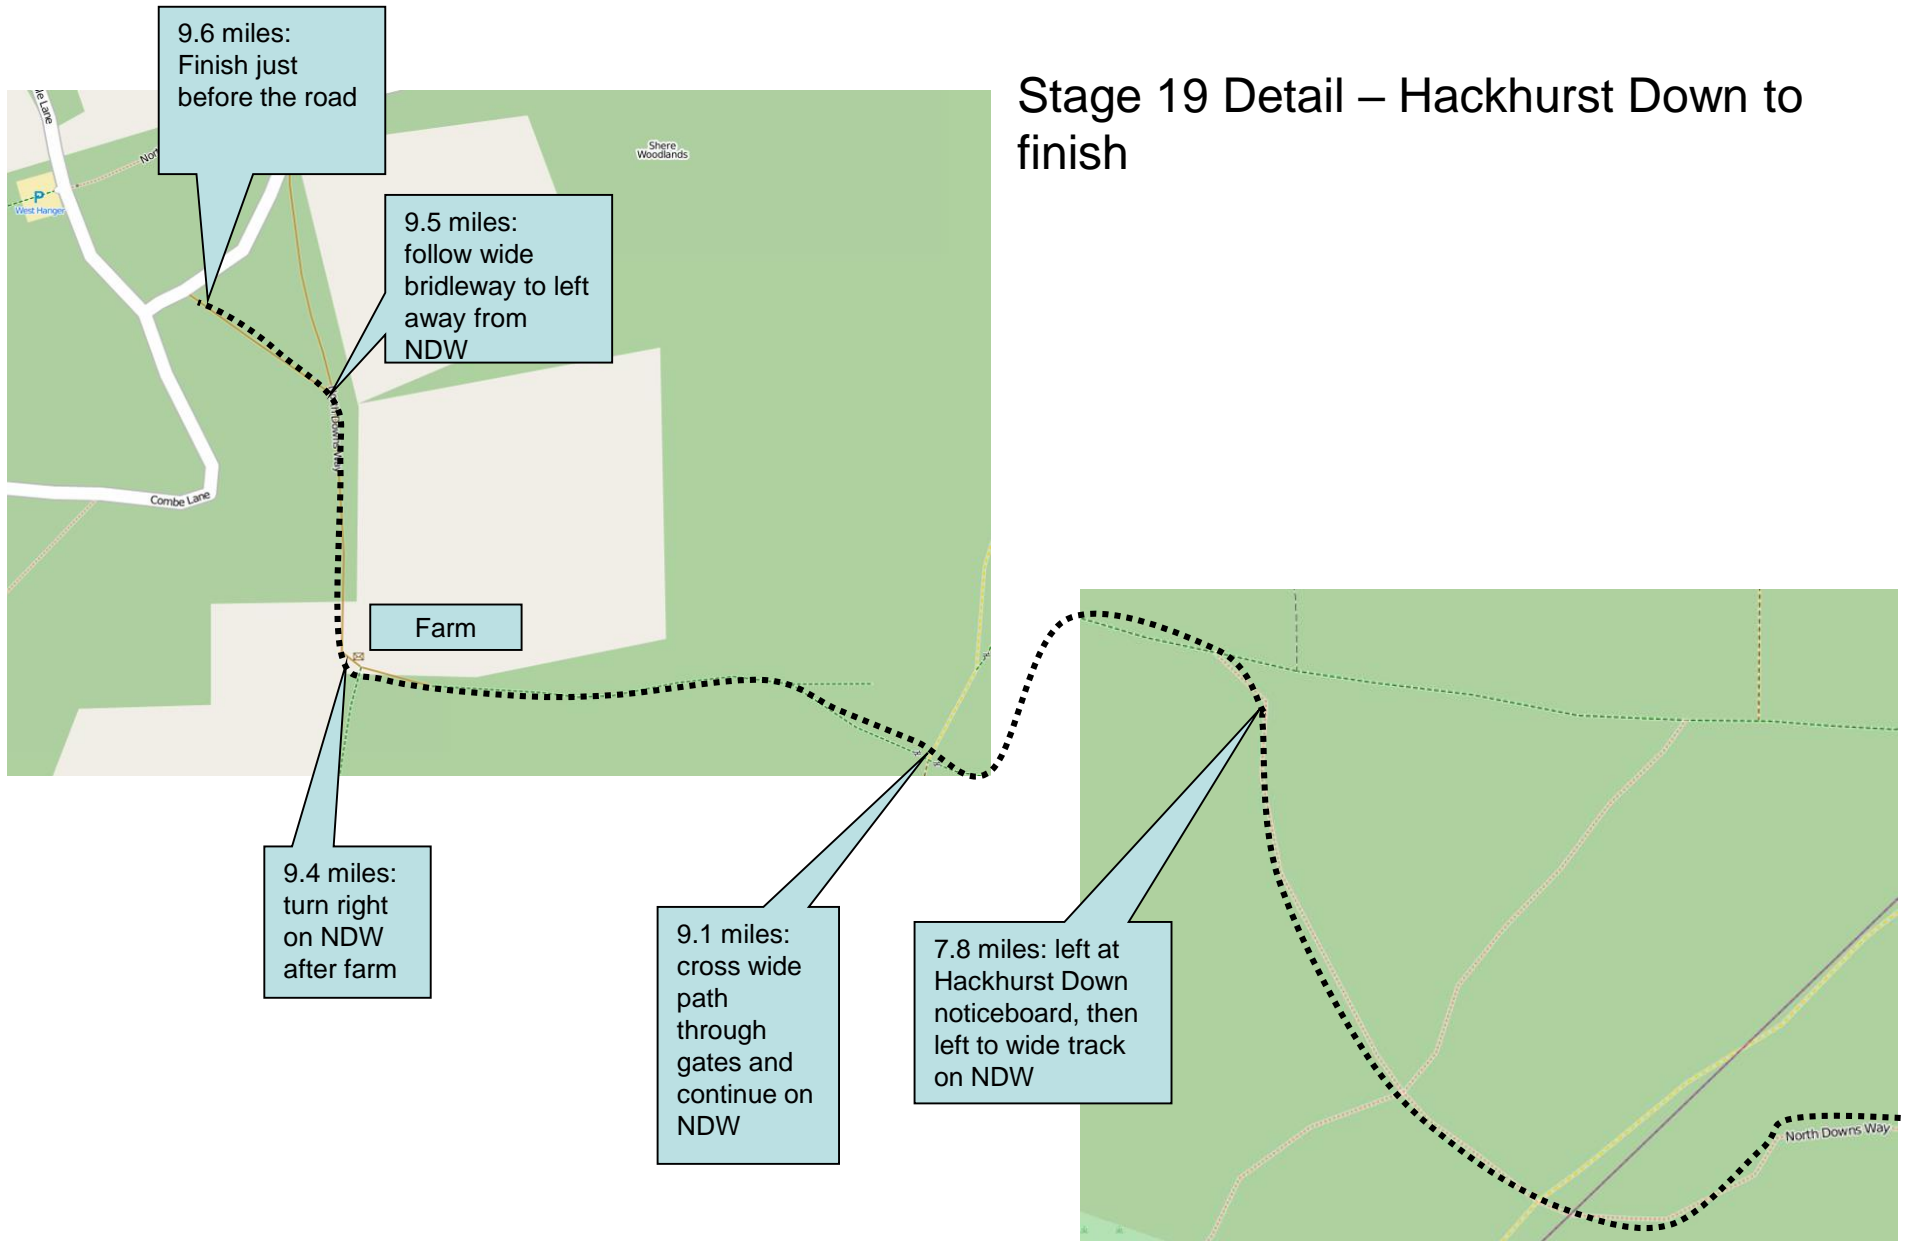 Stage 19 Detail – Hackhurst Down to
finish
9.6 miles:
Finish just
before the road
Shere
Woodlands
P
West Hanger
9.5 miles:
follow wide
bridleway to left
away from
NDW
Combe Lane
Farm
9.4 miles:
turn right
on NDW
after farm
9.1 miles:
cross wide
path
through
gates and
continue on
NDW
7.8 miles: left at
Hackhurst Down
noticeboard, then
left to wide track
on NDW
North Downs Way